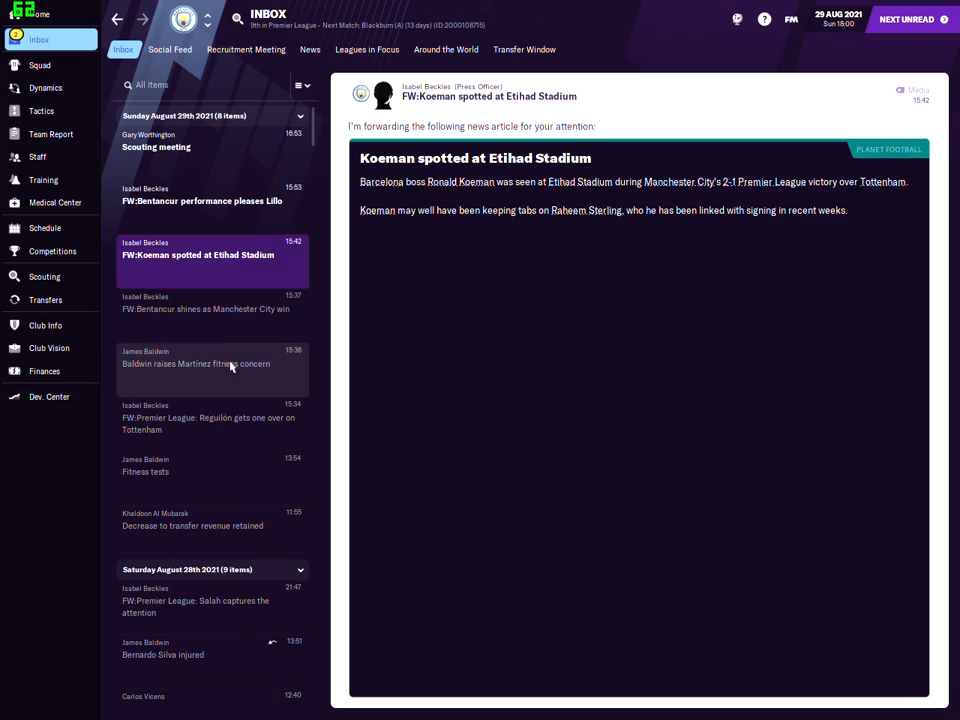 62
ome
INBOX
9th in Premier League - Next Match: Blackburn (A) (13 days) (ID:2000108715)
FM
29 AUG 2021
Sun 18:00
NEXT UNREAD
2
Inbox
Squad
Dynamics
Tactics
Team Report
Staff
Training
Medical Center
Schedule
Competitions
Scouting
Transfers
Club Info
Club Vision
Finances
Dev. Center
Inbox
Social Feed
Recruitment Meeting
News
Leagues in Focus
Around the World
Transfer Window
All Items
Sunday August 29th 2021 (8 items)
Gary Worthington 16:53
Scouting meeting
Isabel Beckles 15:53
FW:Bentancur performance pleases Lillo
Isabel Beckles 15:42
FW:Koeman spotted at Etihad Stadium
Isabel Beckles 15:37
FW:Bentancur shines as Manchester City win
James Baldwin 15:36
Baldwin raises Martínez fitness concern
Isabel Beckles 15:34
FW:Premier League: Reguilón gets one over on
Tottenham
James Baldwin 13:54
Fitness tests
Khaldoon Al Mubarak 11:55
Decrease to transfer revenue retained
Saturday August 28th 2021 (9 items)
Isabel Beckles 21:47
FW:Premier League: Salah captures the
attention
James Baldwin 13:51
Bernardo Silva injured
Carlos Vicens 12:40
Isabel Beckles (Press Officer)
FW:Koeman spotted at Etihad Stadium
Media
15:42
I'm forwarding the following news article for your attention:
PLANET FOOTBALL
Koeman spotted at Etihad Stadium
Barcelona boss Ronald Koeman was seen at Etihad Stadium during Manchester City's 2-1 Premier League victory over Tottenham.
Koeman may well have been keeping tabs on Raheem Sterling, who he has been linked with signing in recent weeks.